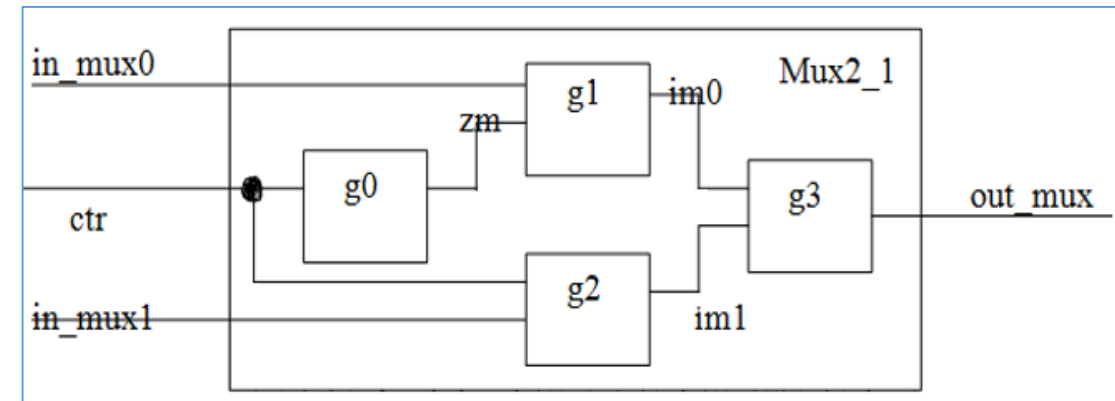 in_mux0
g1
im0
Mux2_1
zm
g0
g3
out_mux
ctr
g2
in_mux1
im1